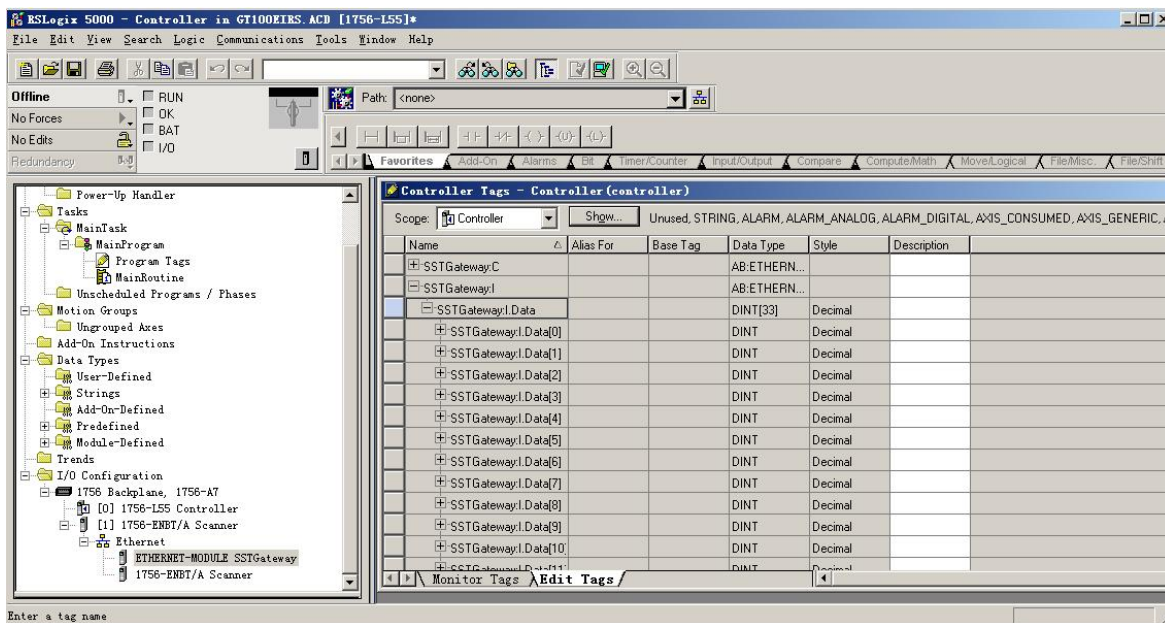 RSLogix 5000 - Controller in GT100EIRS.ACD [1756-L55]*
File Edit View Search Logic Communications Tools Window Help
Offline
RUN
Path: <none>
No Forces
OK
No Edits
BAT
Redundancy
I/O
Favorites Add-On Alarms Bit Timer/Counter Input/Output Compare Compute/Math Move/Logical File/Misc. File/Shift
Power-Up Handler
Tasks
MainTask
MainProgram
Program Tags
MainRoutine
Unscheduled Programs / Phases
Motion Groups
Ungrouped Axes
Add-On Instructions
Data Types
User-Defined
Strings
Add-On-Defined
Predefined
Module-Defined
Trends
I/O Configuration
1756 Backplane, 1756-A7
[0] 1756-L55 Controller
[1] 1756-ENBT/A Scanner
Ethernet
ETHERNET-MODULE SSTGateway
1756-ENBT/A Scanner
Controller Tags - Controller(controller)
Scope: Controller Show... Unused, STRING, ALARM, ALARM_ANALOG, ALARM_DIGITAL, AXIS_CONSUMED, AXIS_GENERIC,
Name Alias For Base Tag Data Type Style Description
SSTGateway:C AB:ETHERN...
SSTGateway:I AB:ETHERN...
SSTGateway:I.Data DINT[33] Decimal
SSTGateway:I.Data[0] DINT Decimal
SSTGateway:I.Data[1] DINT Decimal
SSTGateway:I.Data[2] DINT Decimal
SSTGateway:I.Data[3] DINT Decimal
SSTGateway:I.Data[4] DINT Decimal
SSTGateway:I.Data[5] DINT Decimal
SSTGateway:I.Data[6] DINT Decimal
SSTGateway:I.Data[7] DINT Decimal
SSTGateway:I.Data[8] DINT Decimal
SSTGateway:I.Data[9] DINT Decimal
SSTGateway:I.Data[10] DINT Decimal
Monitor Tags Edit Tags
Enter a tag name